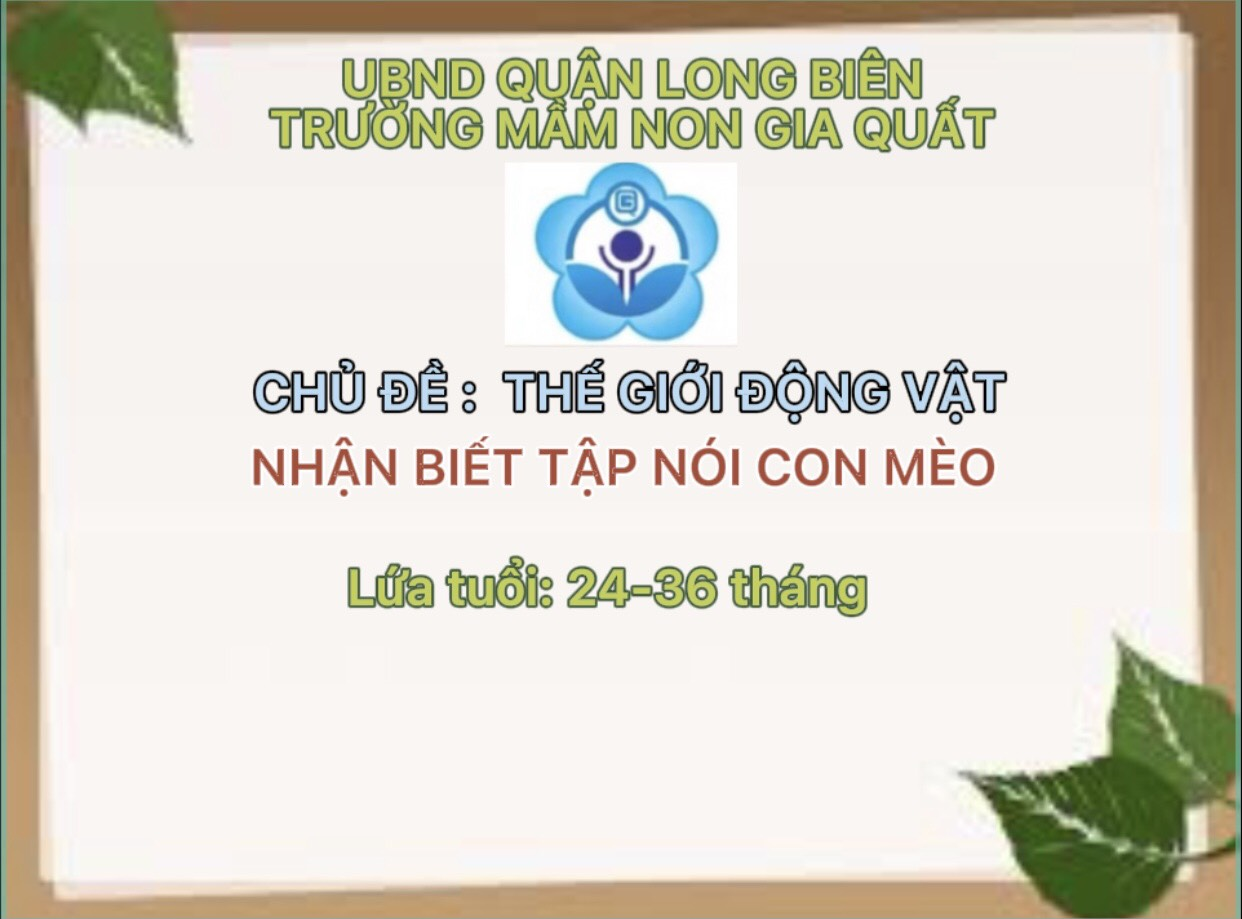 UBND QUẬN LONG BIÊN
TRƯỜNG MẦM NON GIA QUẤT
CHỦ ĐỀ : THẾ GIỚI ĐỘNG VẬT
NHẬN BIẾT TẬP NÓI CON MÈO
Lứa tuổi: 24-36 tháng